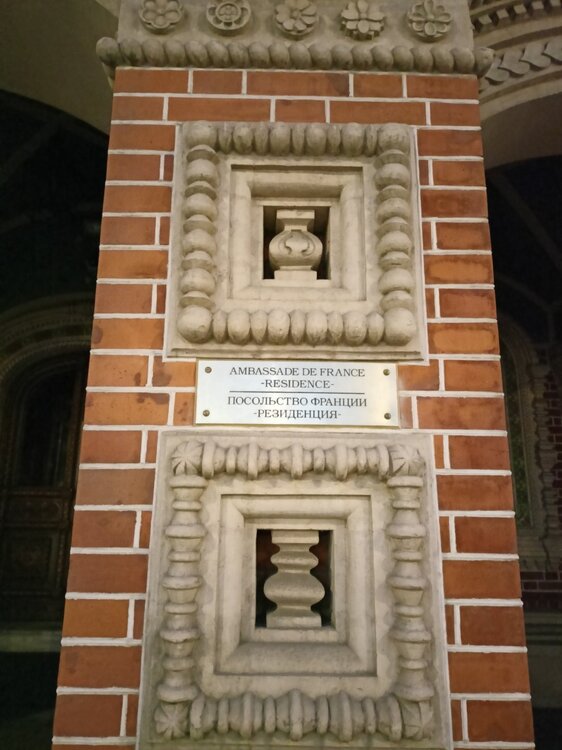 AMBASSADE DE FRANCE
-RESIDENCE-
ПОСОЛЬСТВО ФРАНЦИИ
-РЕЗИДЕНЦИЯ-